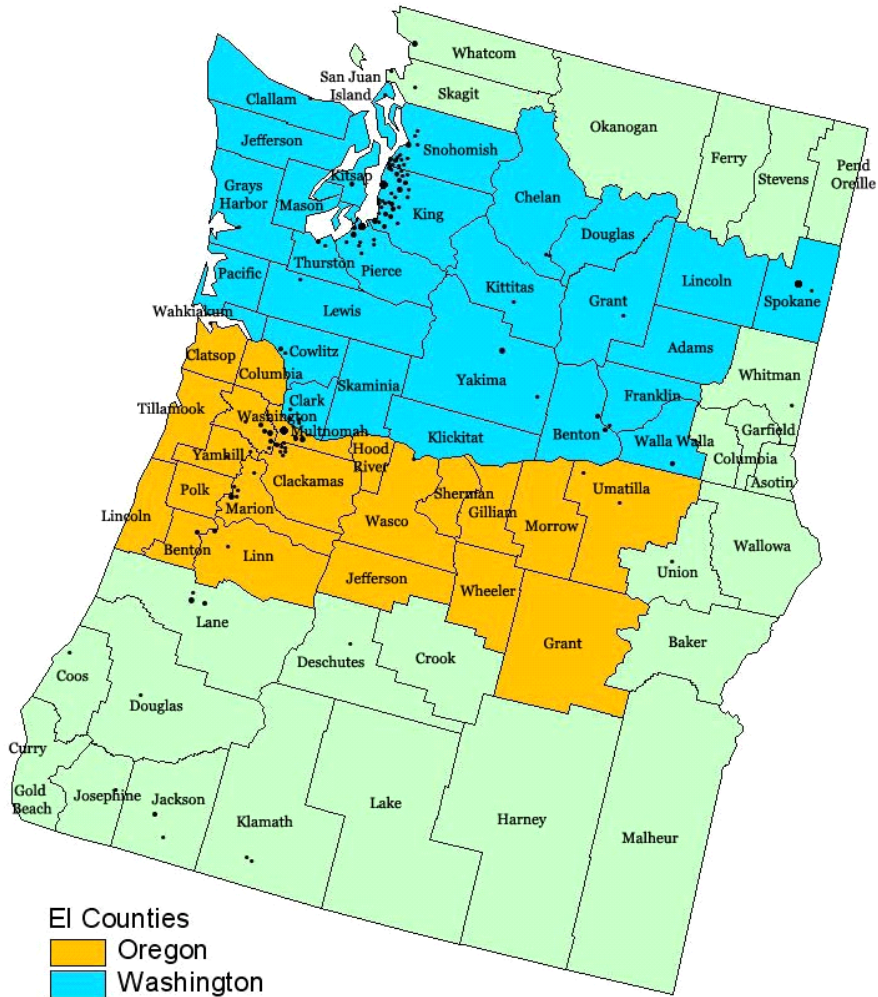 Whatcom
San Juan
Island
Skagit
Okanogan
Ferry
Stevens
Pend
Oreille
Clallam
Jefferson
Snohomish
Kitsap
Grays
Harbor
Mason
King
Chelan
Douglas
Thurston
Pierce
Pacific
Kittitas
Grant
Lincoln
Spokane
Wahkiakum
Lewis
Adams
Clatsop
Cowlitz
Columbia
Skaminia
Yakima
Whitman
Tillamook
Clark
Franklin
Washington
Multnomah
Klickitat
Benton
Walla Walla
Garfield
Columbia
Asotin
Yamkill
Hood
River
Clackamas
Polk
Marion
Sherman
Gilliam
Umatilla
Lincoln
Wasco
Morrow
Benton
Linn
Wallowa
Union
Jefferson
Wheeler
Lane
Grant
Baker
Deschutes
Crook
Coos
Douglas
Curry
Gold
Beach
Josephine
Jackson
Klamath
Lake
Harney
Malheur
EI Counties
Oregon
Washington